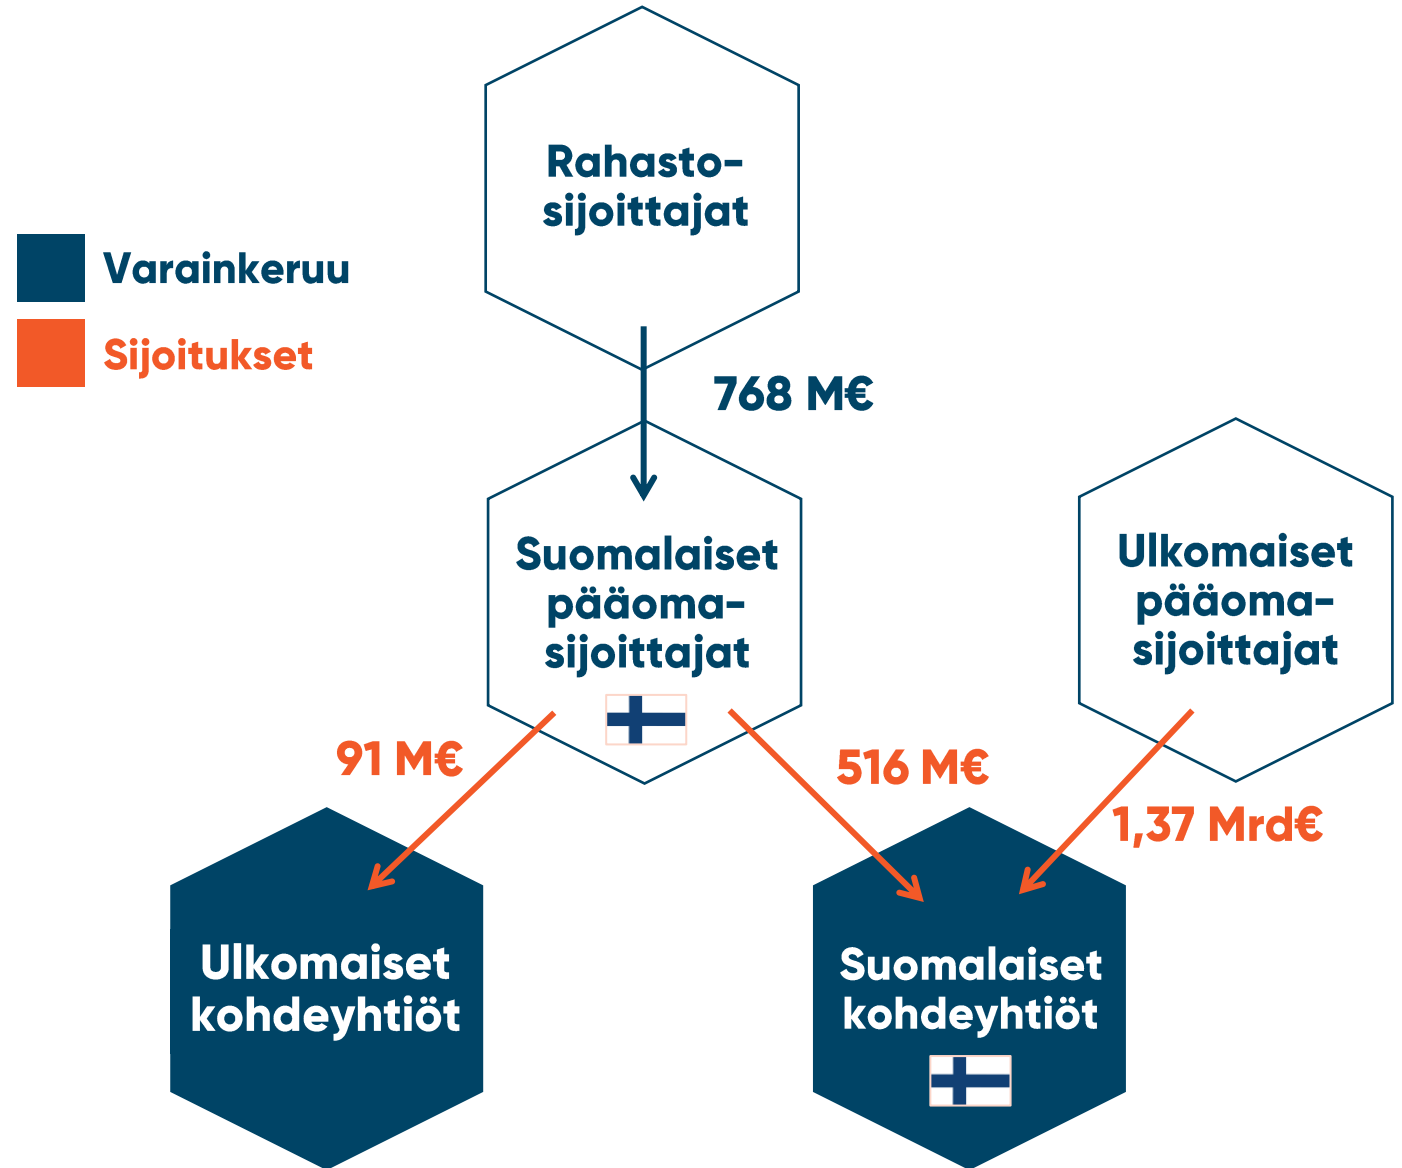 Rahasto-
sijoittajat
Varainkeruu
Sijoitukset
768 M€
Suomalaiset
pääoma-
sijoittajat
Ulkomaiset
pääoma-
sijoittajat
91 M€
516 M€
1,37 Mrd€
Ulkomaiset
kohdeyhtiöt
Suomalaiset
kohdeyhtiöt